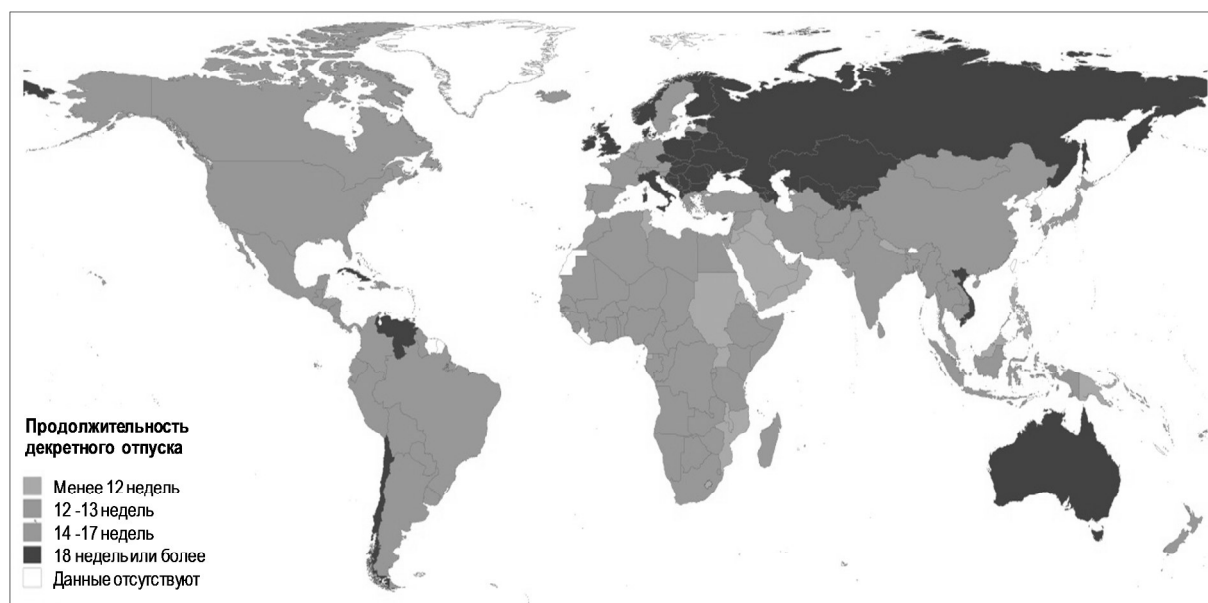 Продолжительность
декретного отпуска
Менее 12 недель
12 -13 недель
14 -17 недель
18 недель или более
Данные отсутствуют